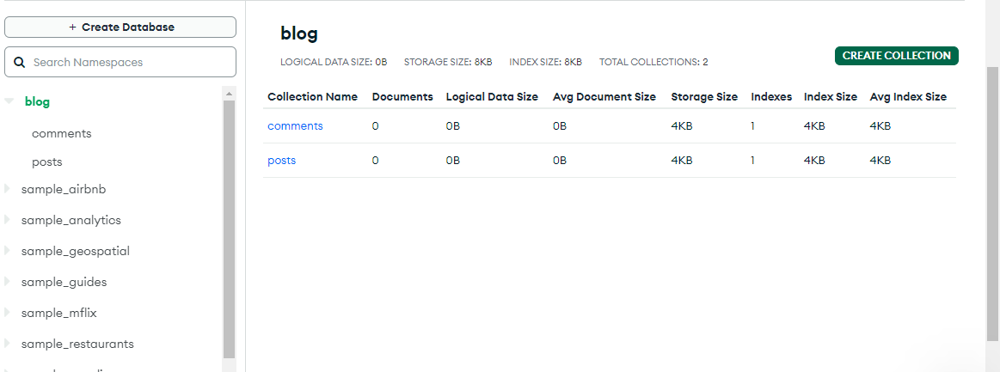 + Create Database
Search Namespaces
blog
comments
posts
sample_airbnb
sample_analytics
sample_geospatial
sample_guides
sample_mflix
sample_restaurants
blog
LOGICAL DATA SIZE: 0B STORAGE SIZE: 8KB INDEX SIZE: 8KB TOTAL COLLECTIONS: 2
CREATE COLLECTION
Collection Name Documents Logical Data Size Avg Document Size Storage Size Indexes Index Size Avg Index Size
comments 0 0B 0B 4KB 1 4KB 4KB
posts 0 0B 0B 4KB 1 4KB 4KB